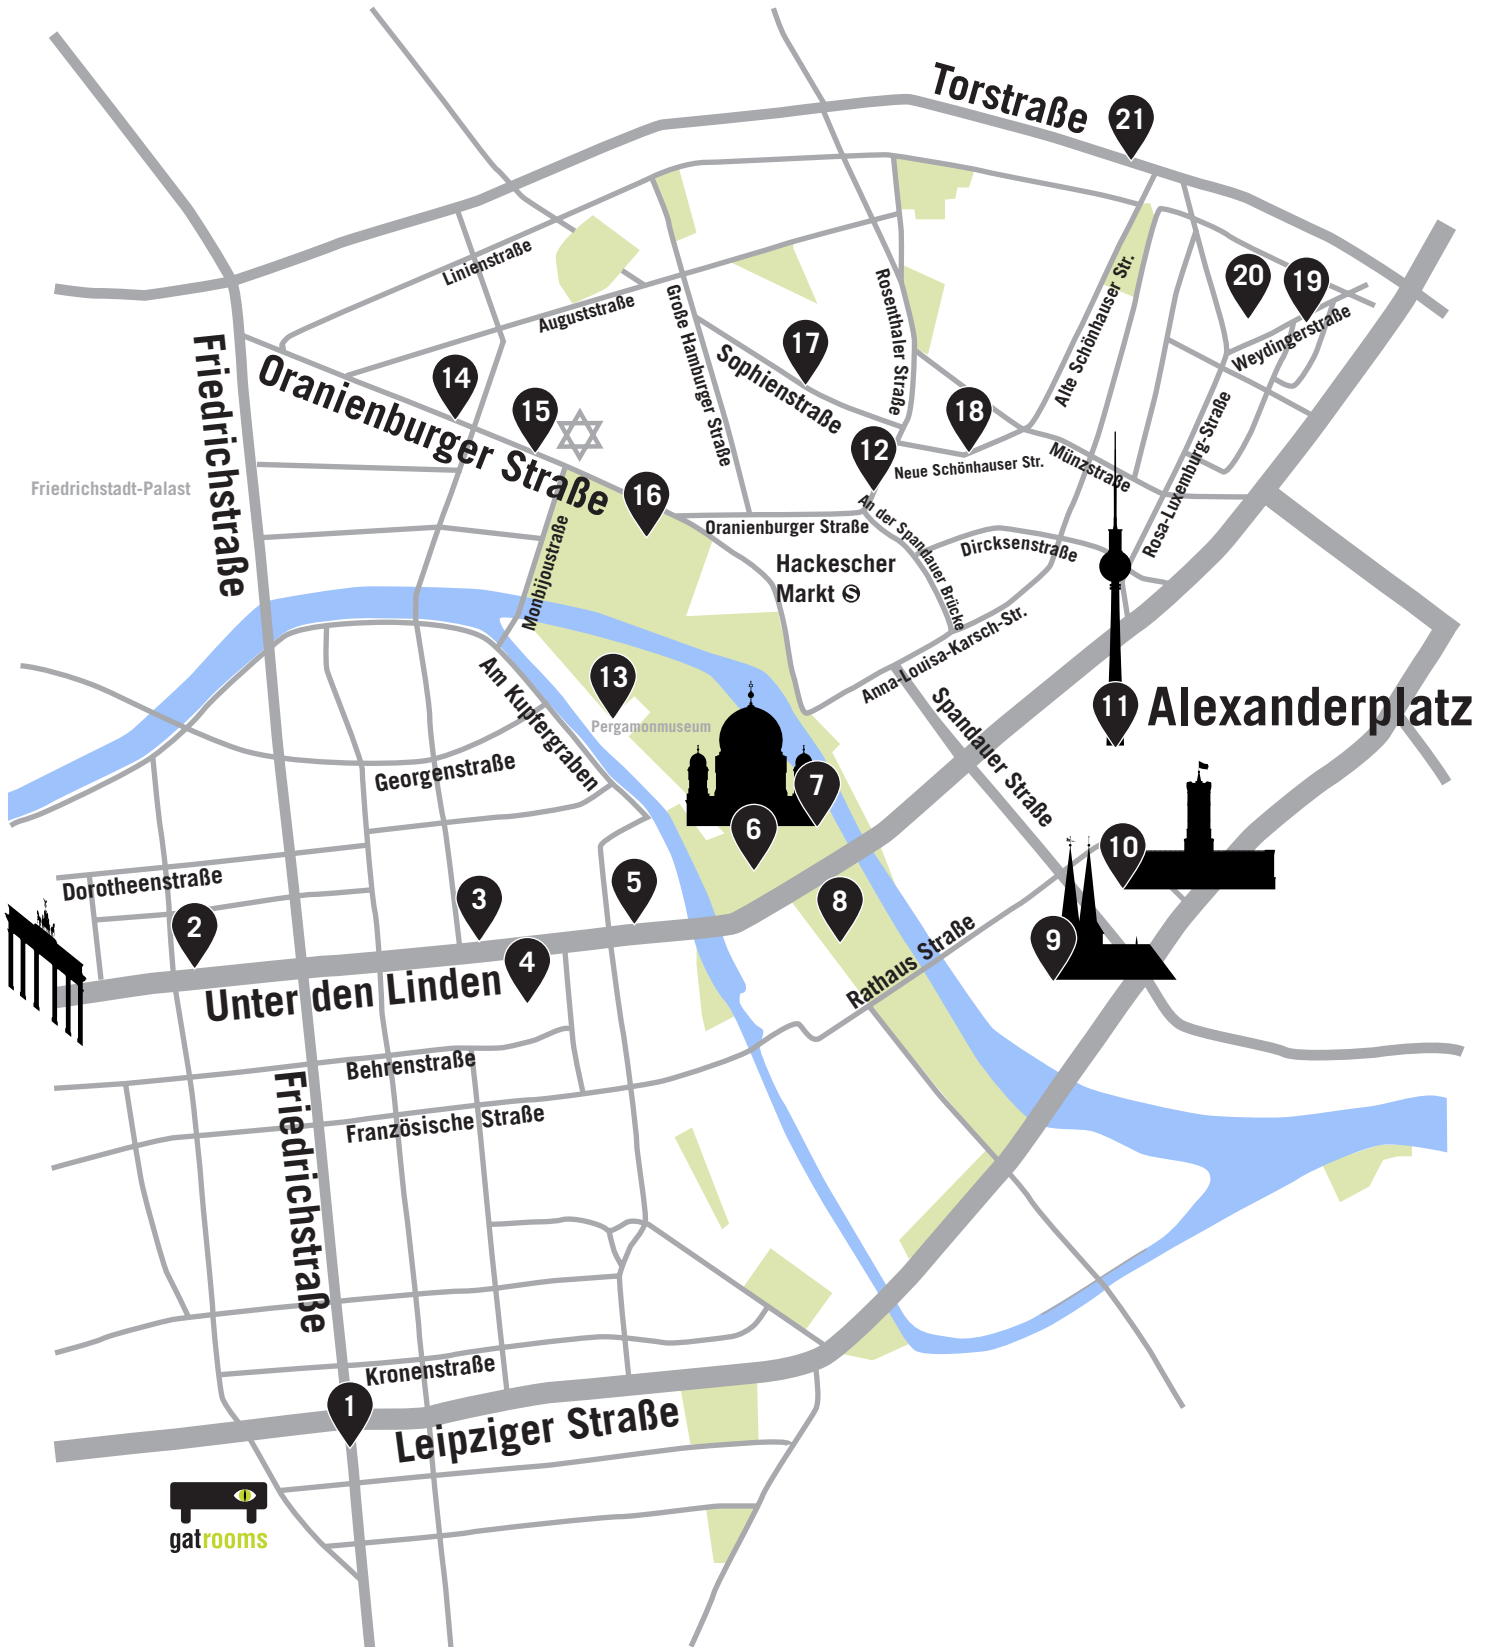 Torstraße
21
Linienstraße
20
19
Auguststraße
Große Hamburger Straße
Rosenthaler Straße
Alte Schönhauser Str.
Weydingerstraße
Friedrichstraße
Oranienburger Straße
14
15
17
Sophienstraße
18
12
Neue Schönhauser Str.
Münzstraße
Rosa-Luxemburg-Straße
Friedrichstadt-Palast
16
Oranienburger Straße
An der Spandauer Brücke
Dircksenstraße
Monbijoustraße
Hackescher
Markt S
Anna-Louisa-Karsch-Str.
Am Kupfergraben
13
Pergamonmuseum
Spandauer Straße
11
Alexanderplatz
Georgenstraße
7
6
10
Dorotheenstraße
5
3
8
2
9
4
Rathaus Straße
Unter den Linden
Behrenstraße
Friedrichstraße
Französische Straße
Kronenstraße
1
Leipziger Straße
gatrooms